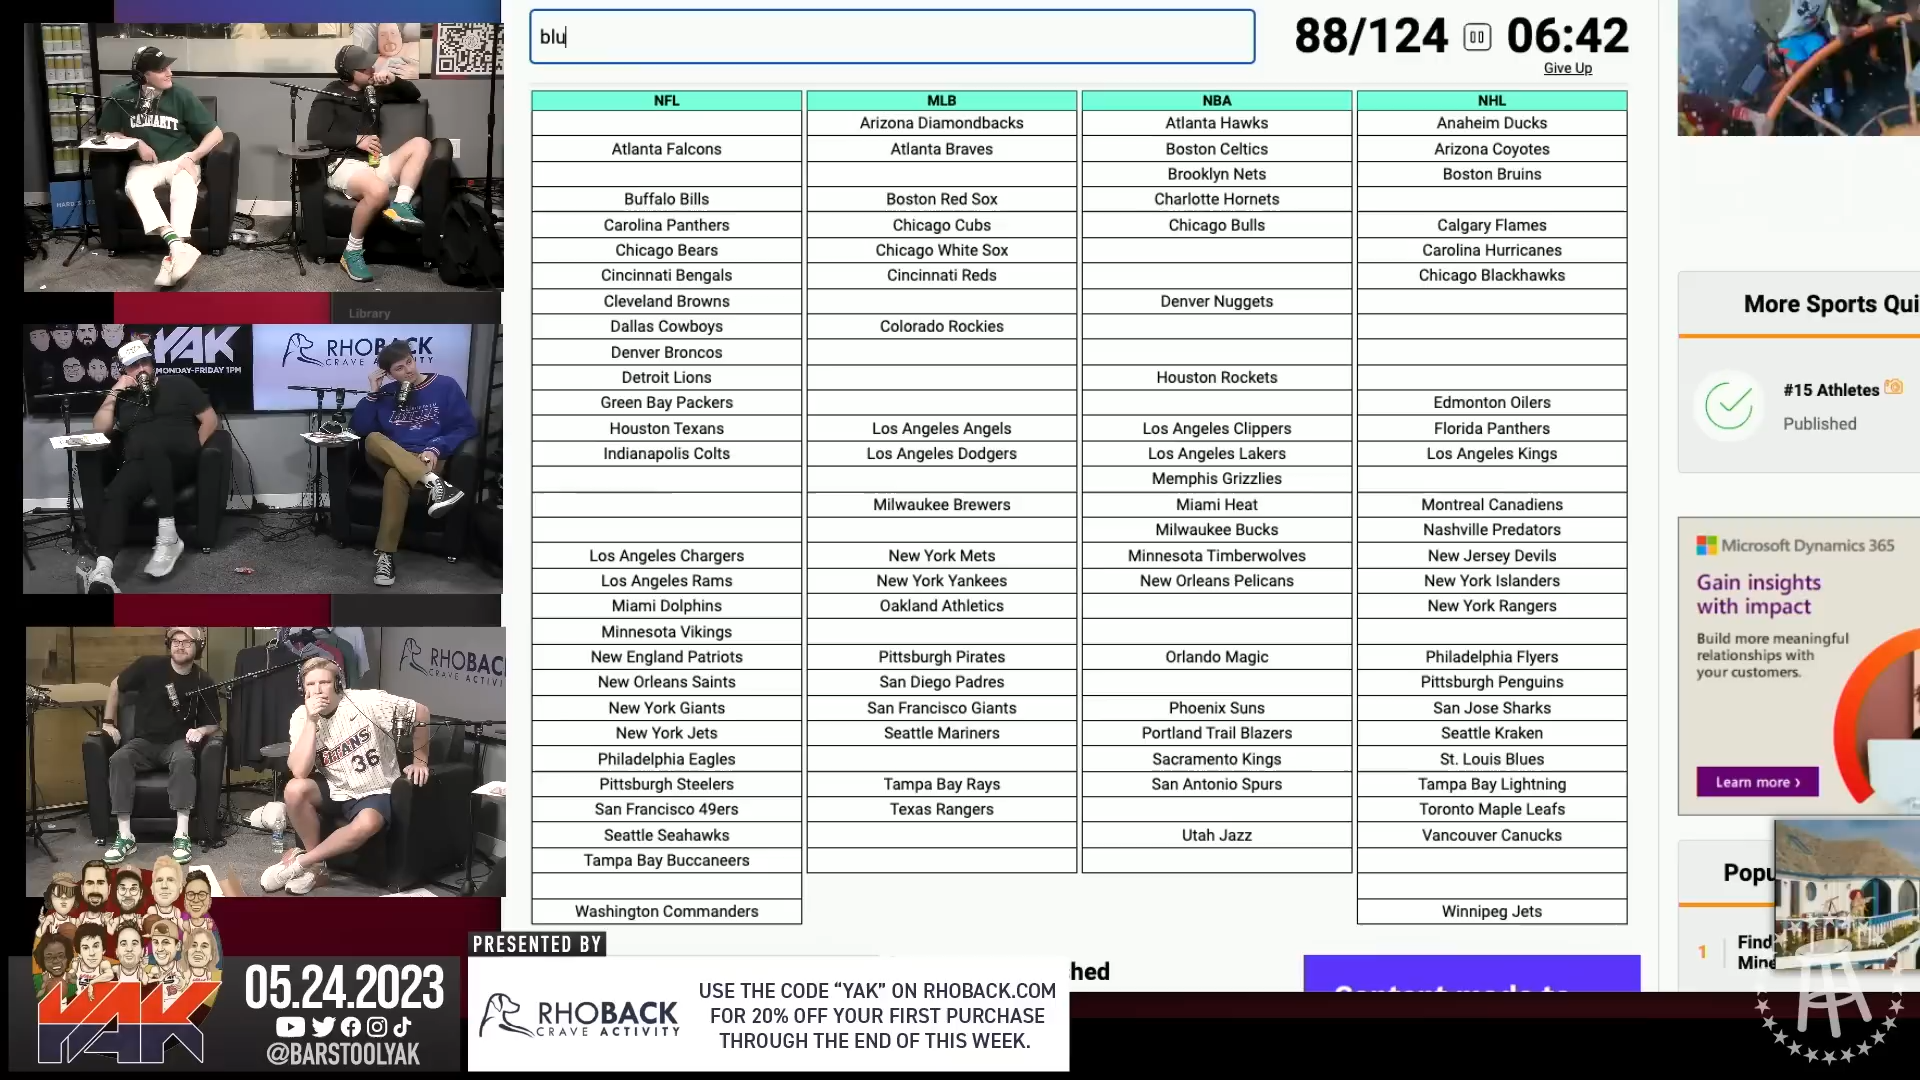 blu
88/124
06:42
Give Up
NFL
MLB
NBA
NHL
Arizona Diamondbacks
Atlanta Hawks
Anaheim Ducks
Atlanta Falcons
Atlanta Braves
Boston Celtics
Arizona Coyotes
Brooklyn Nets
Boston Bruins
Buffalo Bills
Boston Red Sox
Charlotte Hornets
Carolina Panthers
Chicago Cubs
Chicago Bulls
Calgary Flames
Chicago Bears
Chicago White Sox
Carolina Hurricanes
Cincinnati Bengals
Cincinnati Reds
Chicago Blackhawks
Cleveland Browns
Denver Nuggets
Dallas Cowboys
Colorado Rockies
Denver Broncos
Detroit Lions
Houston Rockets
Green Bay Packers
Edmonton Oilers
Houston Texans
Los Angeles Angels
Los Angeles Clippers
Florida Panthers
Indianapolis Colts
Los Angeles Dodgers
Los Angeles Lakers
Los Angeles Kings
Memphis Grizzlies
Milwaukee Brewers
Miami Heat
Montreal Canadiens
Milwaukee Bucks
Nashville Predators
Los Angeles Chargers
New York Mets
Minnesota Timberwolves
New Jersey Devils
Los Angeles Rams
New York Yankees
New Orleans Pelicans
New York Islanders
Miami Dolphins
Oakland Athletics
New York Rangers
Minnesota Vikings
New England Patriots
Pittsburgh Pirates
Orlando Magic
Philadelphia Flyers
New Orleans Saints
San Diego Padres
Pittsburgh Penguins
New York Giants
San Francisco Giants
Phoenix Suns
San Jose Sharks
New York Jets
Seattle Mariners
Portland Trail Blazers
Seattle Kraken
Philadelphia Eagles
Sacramento Kings
St. Louis Blues
Pittsburgh Steelers
Tampa Bay Rays
San Antonio Spurs
Tampa Bay Lightning
San Francisco 49ers
Texas Rangers
Toronto Maple Leafs
Seattle Seahawks
Utah Jazz
Vancouver Canucks
Tampa Bay Buccaneers
Washington Commanders
Winnipeg Jets
More Sports Qui
#15 Athletes
Published
Microsoft Dynamics 365
Gain insights
with impact
Build more meaningful
relationships with
your customers.
Learn more ›
Popu
1
Find
Mine
hed
Library
YAK
MONDAY-FRIDAY 1PM
RHOBACK
CRAVE ACTIVITY
RHOBAC
36
05.24.2023
@BARSTOOLYAK
YAK
PRESENTED BY
RHOBACK
CRAVE ACTIVITY
USE THE CODE “YAK” ON RHOBACK.COM
FOR 20% OFF YOUR FIRST PURCHASE
THROUGH THE END OF THIS WEEK.